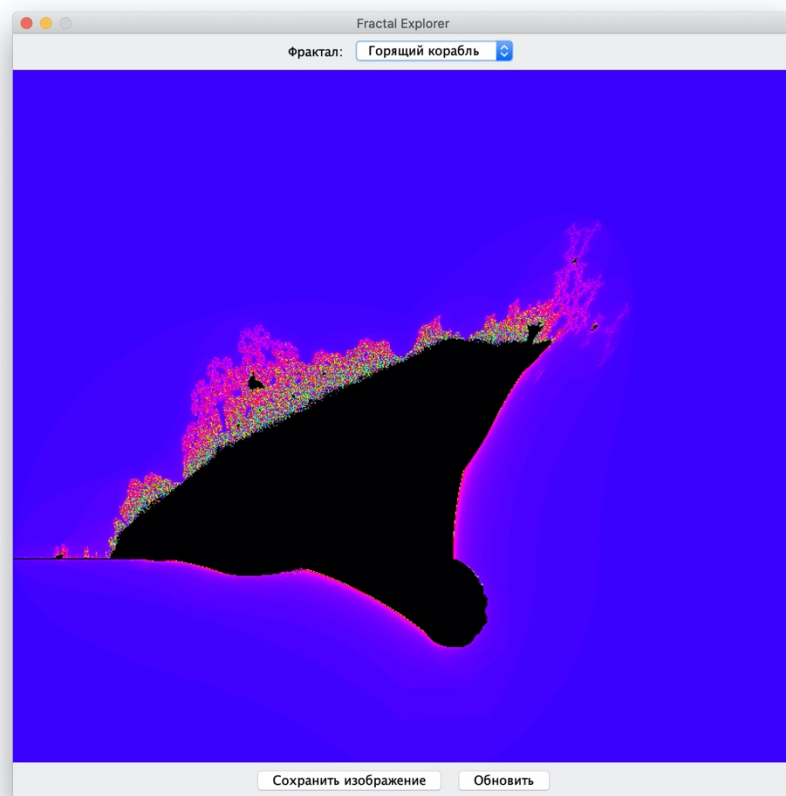 Fractal Explorer
Фрактал: Горящий корабль
Сохранить изображение Обновить